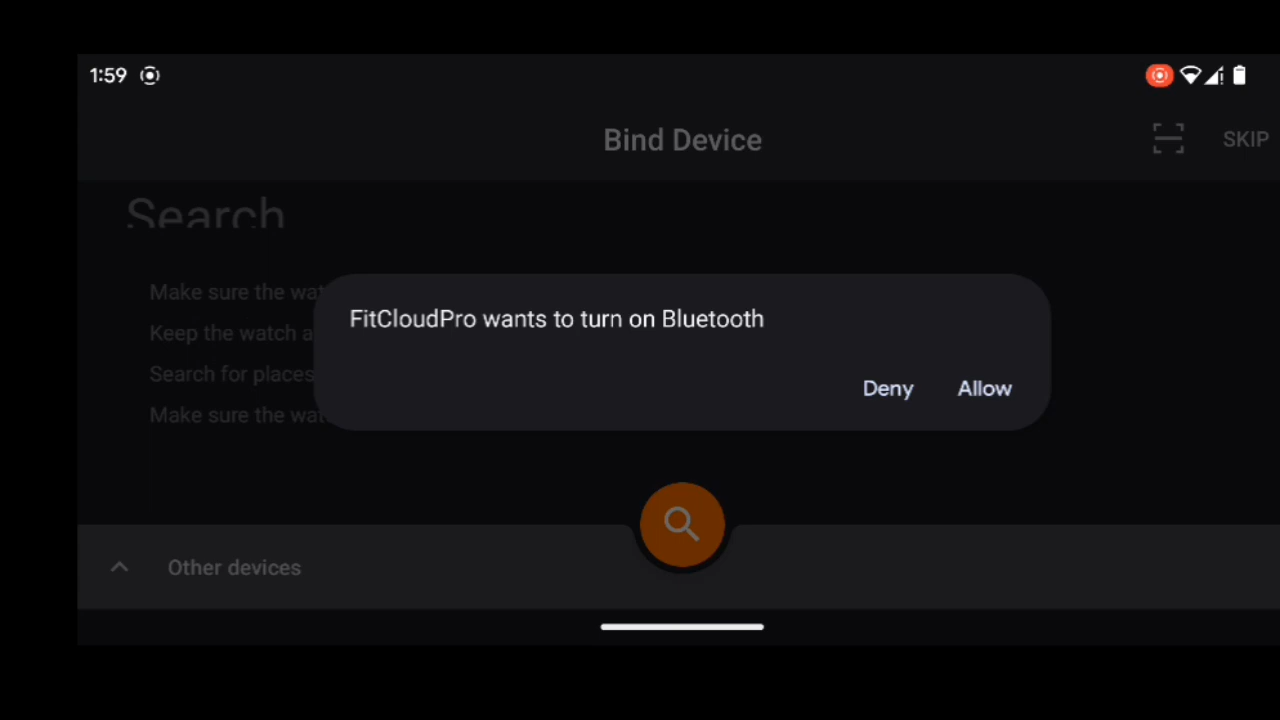 1:59
Bind Device
SKIP
Search
Make sure the wat
Keep the watch a
Search for places
Make sure the wat
FitCloudPro wants to turn on Bluetooth
Deny Allow
Other devices